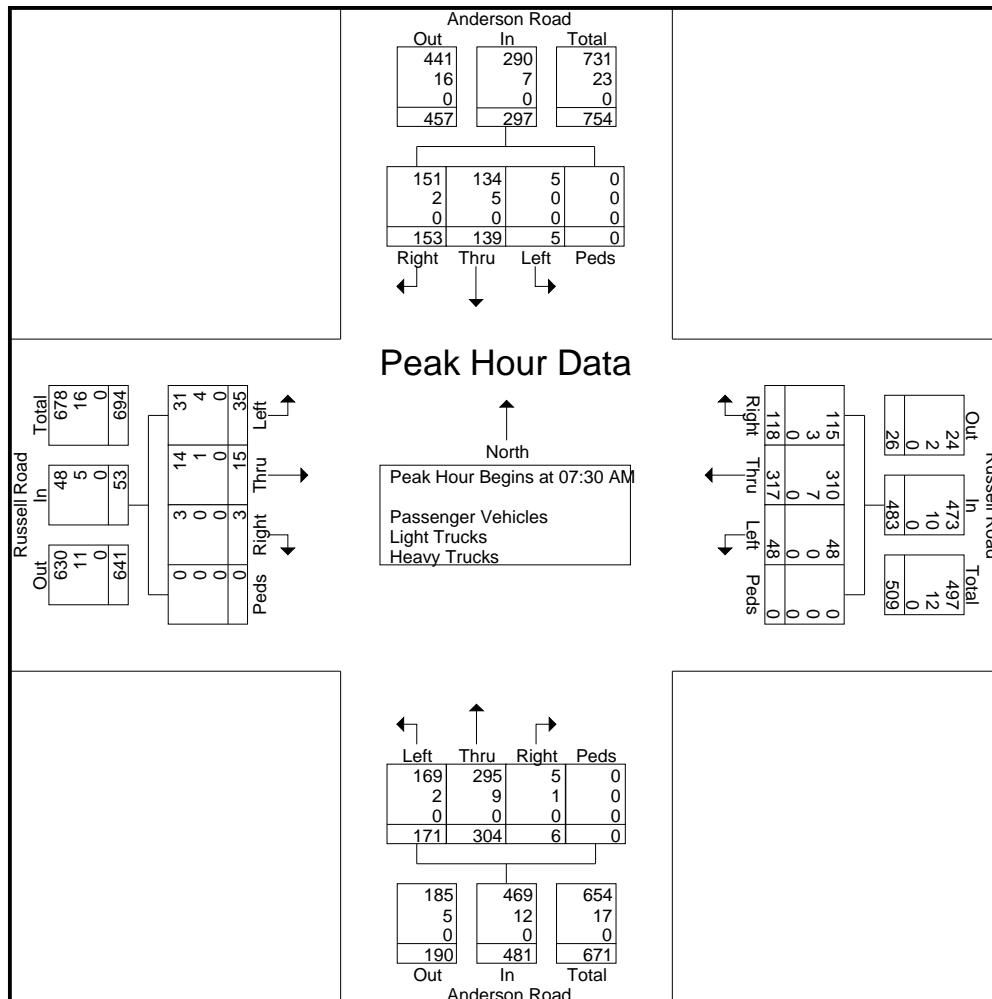 Anderson Road
Out In Total
441 290 731
16 7 23
0 0 0
457 297 754
151 134 5 0
2 5 0 0
0 0 0 0
153 139 5 0
Right Thru Left Peds
Peak Hour Data
North
Peak Hour Begins at 07:30 AM
Passenger Vehicles
Light Trucks
Heavy Trucks
Russell Road
Out In Total
630 48 678
11 5 16
0 0 0
641 53 694
Peds Right Thru Left
0 3 14 31
0 0 1 4
0 0 0 0
0 3 15 35
Russell Road
Out In Total
24 473 497
2 10 12
0 0 0
26 483 509
115 310 48 0
3 7 0 0
0 0 0 0
118 317 48 0
Right Thru Left Peds
Left Thru Right Peds
169 295 5 0
2 9 1 0
0 0 0 0
171 304 6 0
185 469 654
5 12 17
0 0 0
190 481 671
Out In Total
Anderson Road